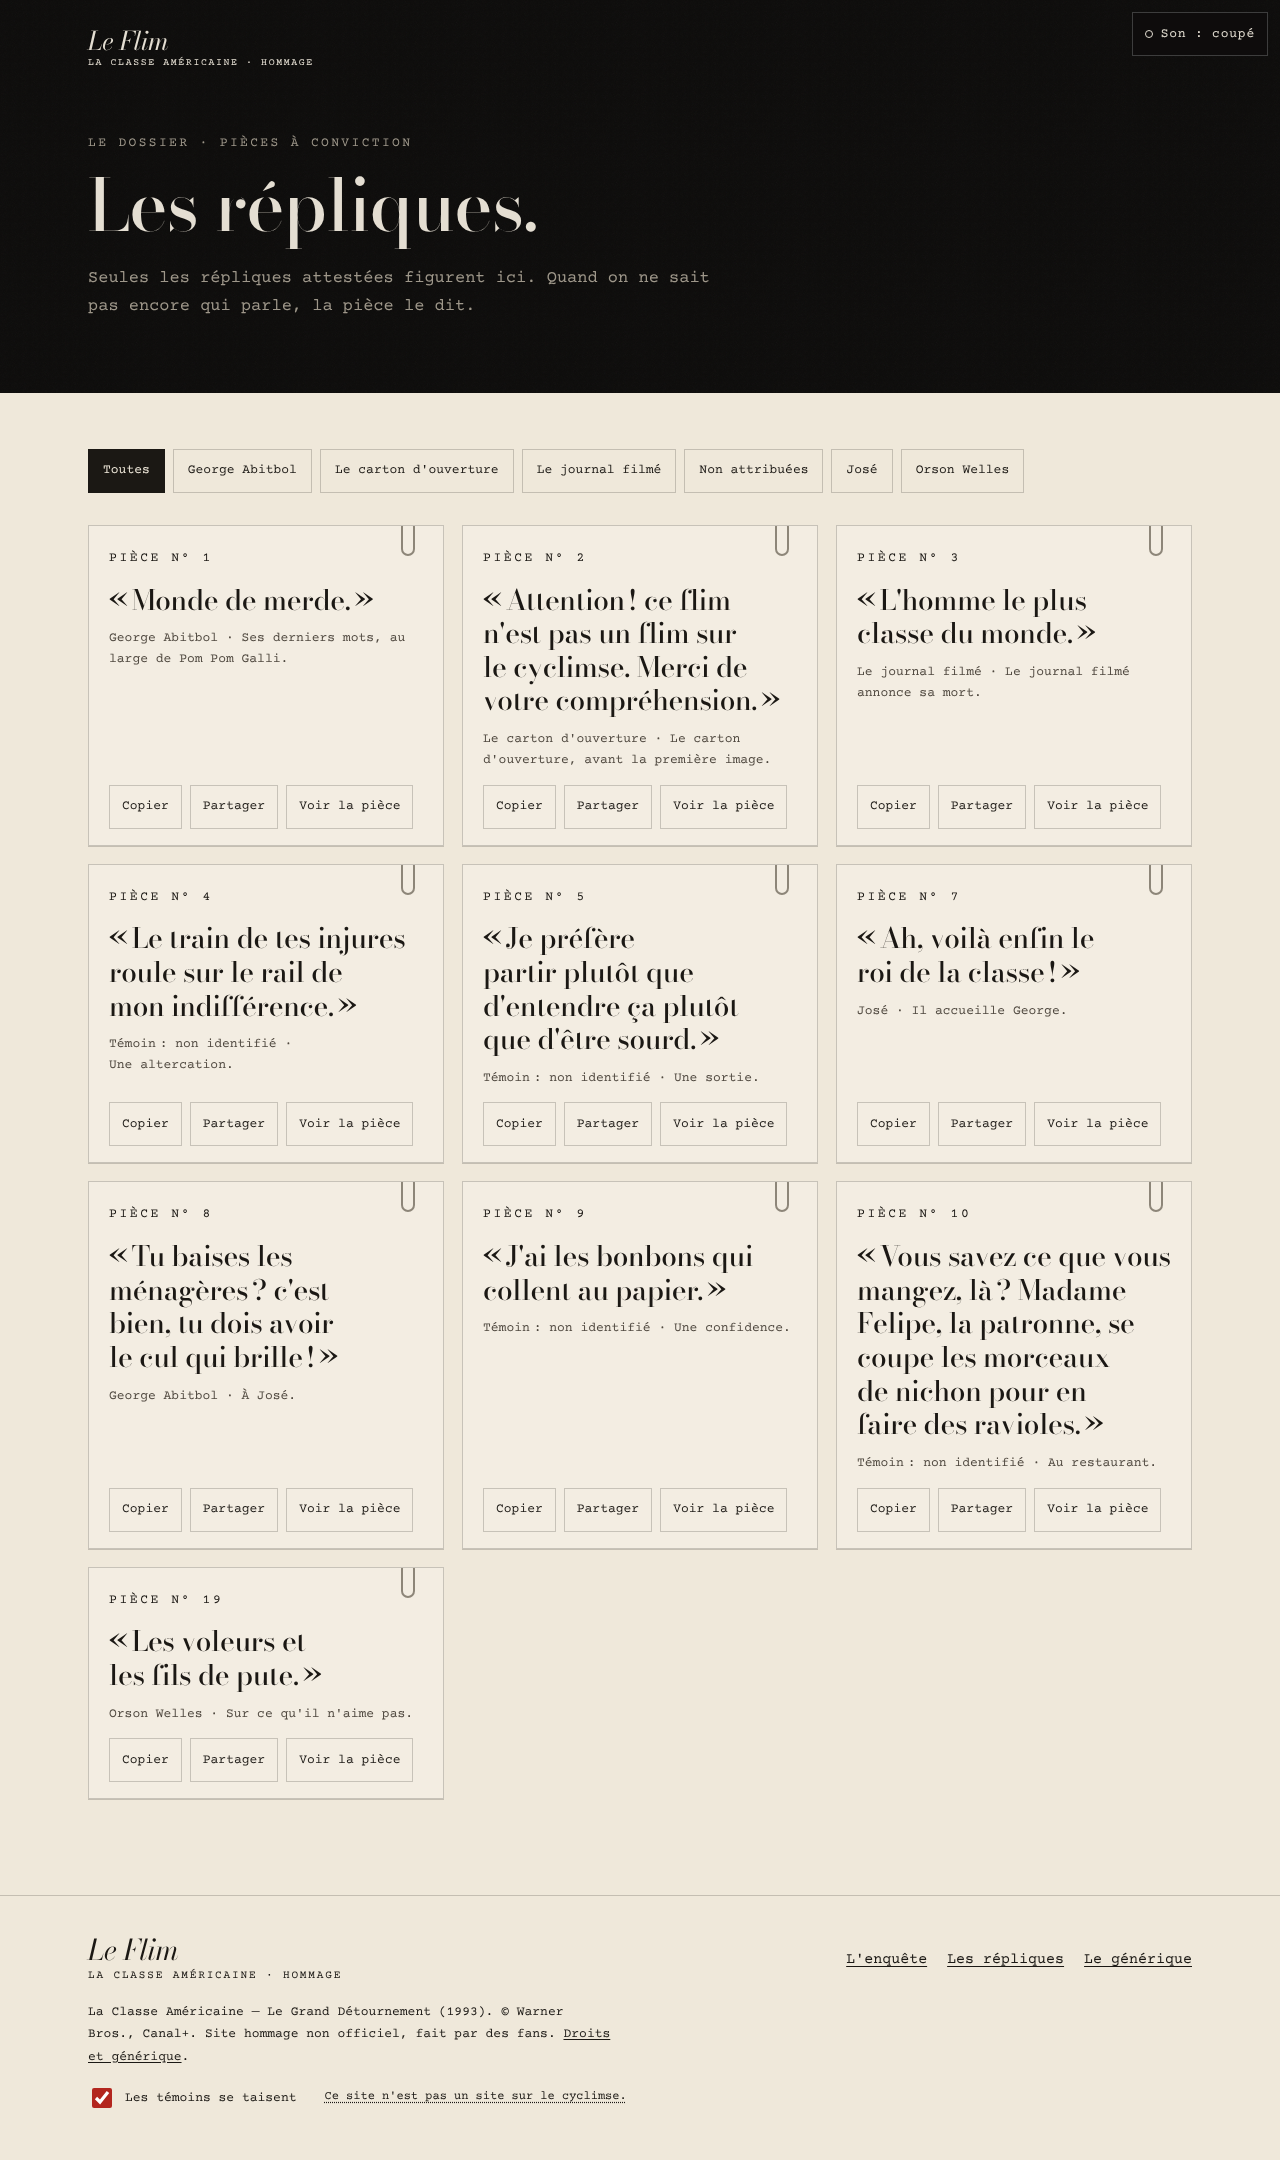 Le Flim
LA CLASSE AMÉRICAINE · HOMMAGE
Son : coupé
LE DOSSIER · PIÈCES À CONVICTION
Les répliques.
Seules les répliques attestées figurent ici. Quand on ne sait
pas encore qui parle, la pièce le dit.
Toutes
George Abitbol
Le carton d'ouverture
Le journal filmé
Non attribuées
José
Orson Welles
PIÈCE N° 1
« Monde de merde. »
George Abitbol · Ses derniers mots, au
large de Pom Pom Galli.
Copier
Partager
Voir la pièce
PIÈCE N° 2
« Attention ! ce flim
n'est pas un flim sur
le cyclimse. Merci de
votre compréhension. »
Le carton d'ouverture · Le carton
d'ouverture, avant la première image.
Copier
Partager
Voir la pièce
PIÈCE N° 3
« L'homme le plus
classe du monde. »
Le journal filmé · Le journal filmé
annonce sa mort.
Copier
Partager
Voir la pièce
PIÈCE N° 4
« Le train de tes injures
roule sur le rail de
mon indifférence. »
Témoin : non identifié ·
Une altercation.
Copier
Partager
Voir la pièce
PIÈCE N° 5
« Je préfère
partir plutôt que
d'entendre ça plutôt
que d'être sourd. »
Témoin : non identifié · Une sortie.
Copier
Partager
Voir la pièce
PIÈCE N° 7
« Ah, voilà enfin le
roi de la classe ! »
José · Il accueille George.
Copier
Partager
Voir la pièce
PIÈCE N° 8
« Tu baises les
ménagères ? c'est
bien, tu dois avoir
le cul qui brille ! »
George Abitbol · À José.
Copier
Partager
Voir la pièce
PIÈCE N° 9
« J'ai les bonbons qui
collent au papier. »
Témoin : non identifié · Une confidence.
Copier
Partager
Voir la pièce
PIÈCE N° 10
« Vous savez ce que vous
mangez, là ? Madame
Felipe, la patronne, se
coupe les morceaux
de nichon pour en
faire des ravioles. »
Témoin : non identifié · Au restaurant.
Copier
Partager
Voir la pièce
PIÈCE N° 19
« Les voleurs et
les fils de pute. »
Orson Welles · Sur ce qu'il n'aime pas.
Copier
Partager
Voir la pièce
Le Flim
LA CLASSE AMÉRICAINE · HOMMAGE
L'enquête
Les répliques
Le générique
La Classe Américaine — Le Grand Détournement (1993). © Warner
Bros., Canal+. Site hommage non officiel, fait par des fans. Droits
et générique.
Les témoins se taisent
Ce site n'est pas un site sur le cyclimse.